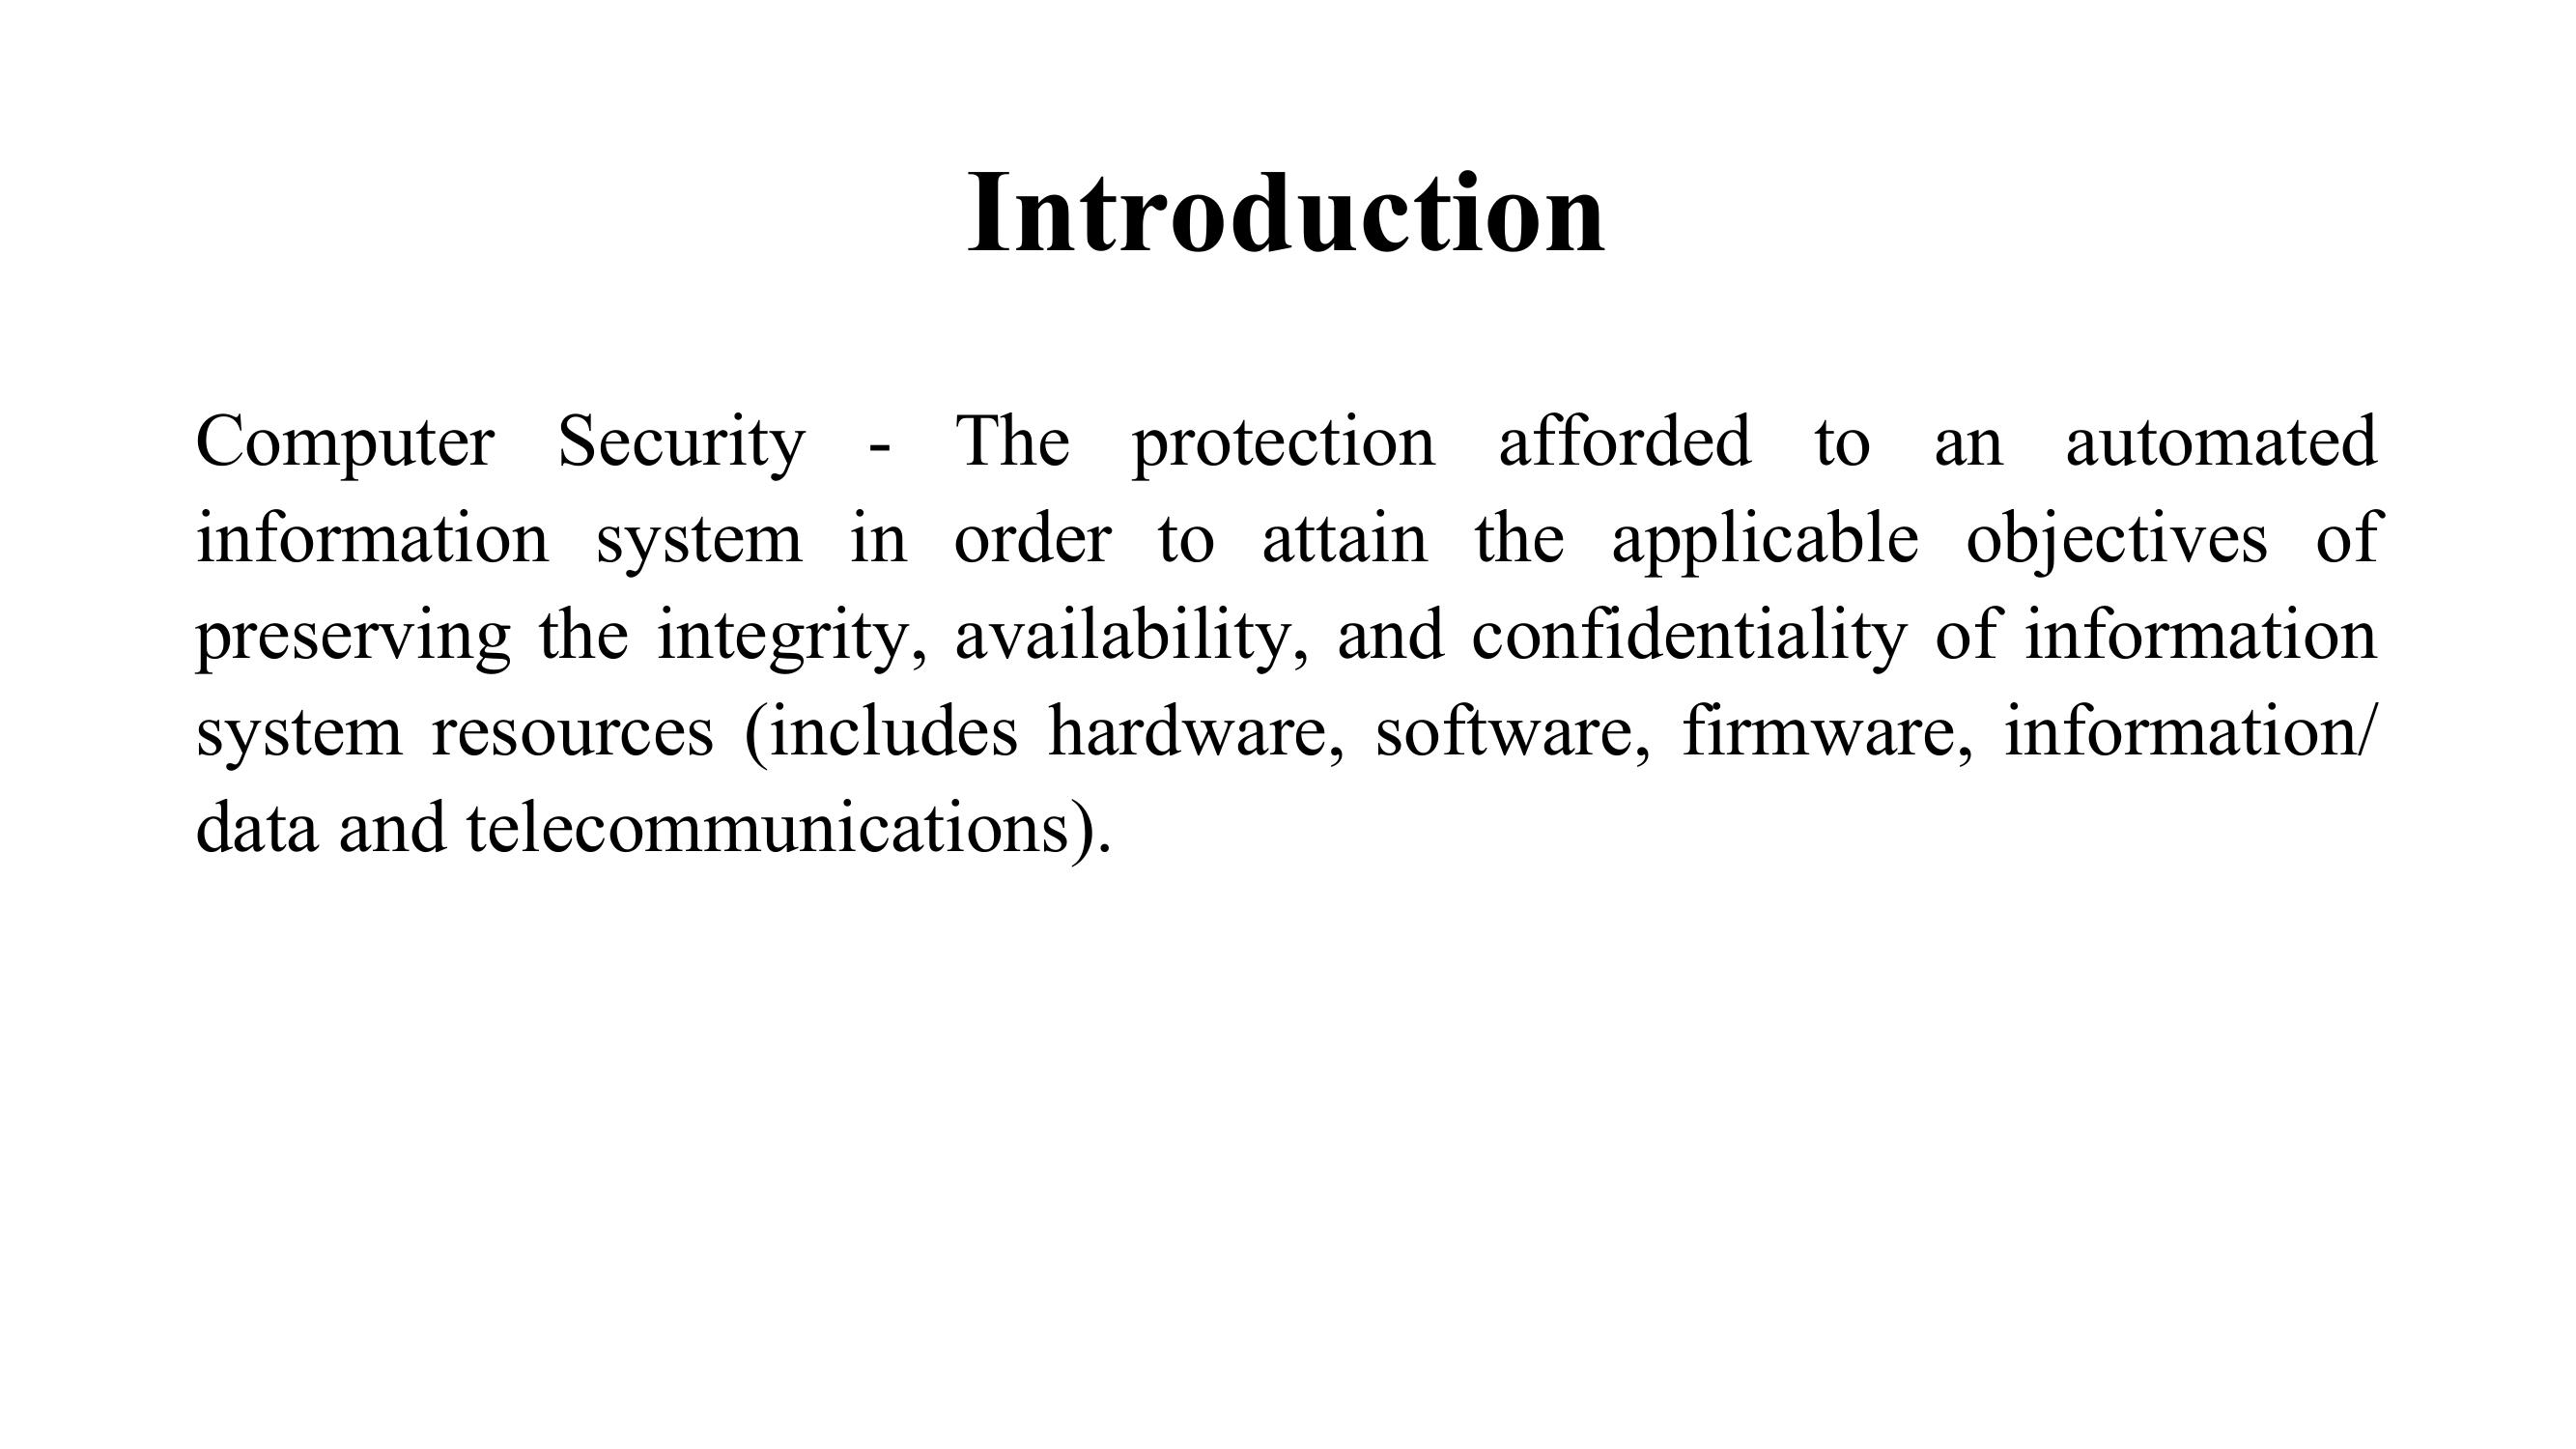 Introduction
Computer Security - The protection afforded to an automated
information system in order to attain the applicable objectives of
preserving the integrity, availability, and confidentiality of information
system resources (includes hardware, software, firmware, information/
data and telecommunications).